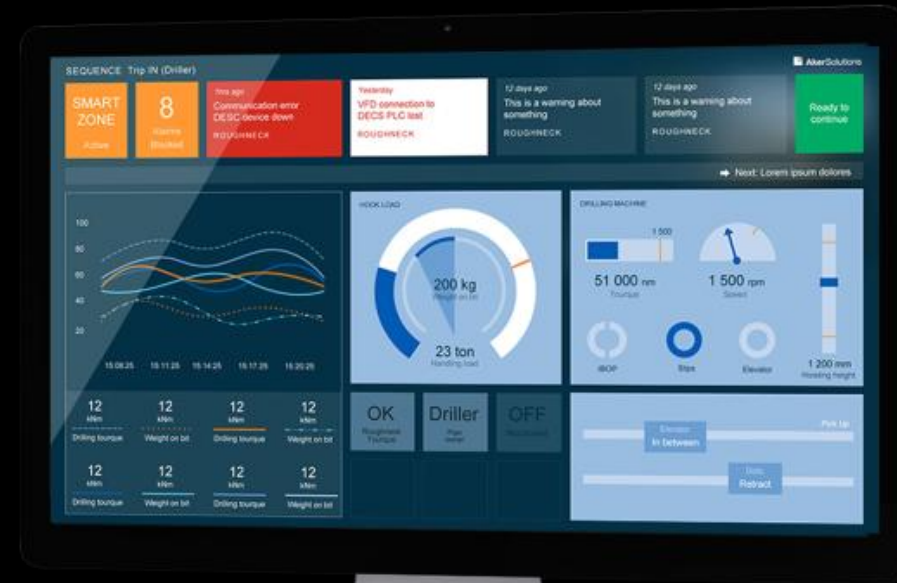 SEQUENCE Trip IN (Driller)
AkerSolutions
SMART
ZONE
Active
8
Alarms
Blocked
Communication error
DESC device down
ROUGHNECK
Yesterday
VFD connection to
DECS PLC lost
ROUGHNECK
12 days ago
This is a warning about
something
ROUGHNECK
12 days ago
This is a warning about
something
ROUGHNECK
Ready to
continue
Next: Lorem ipsum dolores
100
80
60
40
20
15:08:25 15:11:25 15:14:25 15:17:25 15:20:25
12 12 12 12
kNm kNm kNm kNm
Drilling tourque Weight on bit Drilling tourque Weight on bit
12 12 12 12
kNm kNm kNm kNm
Drilling tourque Weight on bit Drilling tourque Weight on bit
HOOK LOAD
200 kg
Weight on bit
23 ton
Handling load
DRILLING MACHINE
1 500
51 000 nm
Tourque
1 500 rpm
Speed
IBOP
Slips
Elevator
1 200 mm
Hoisting height
OK
Roughneck
Tourque
Driller
Pipe
owner
OFF
Elevator
In between
Pick Up
Dolly
Retract